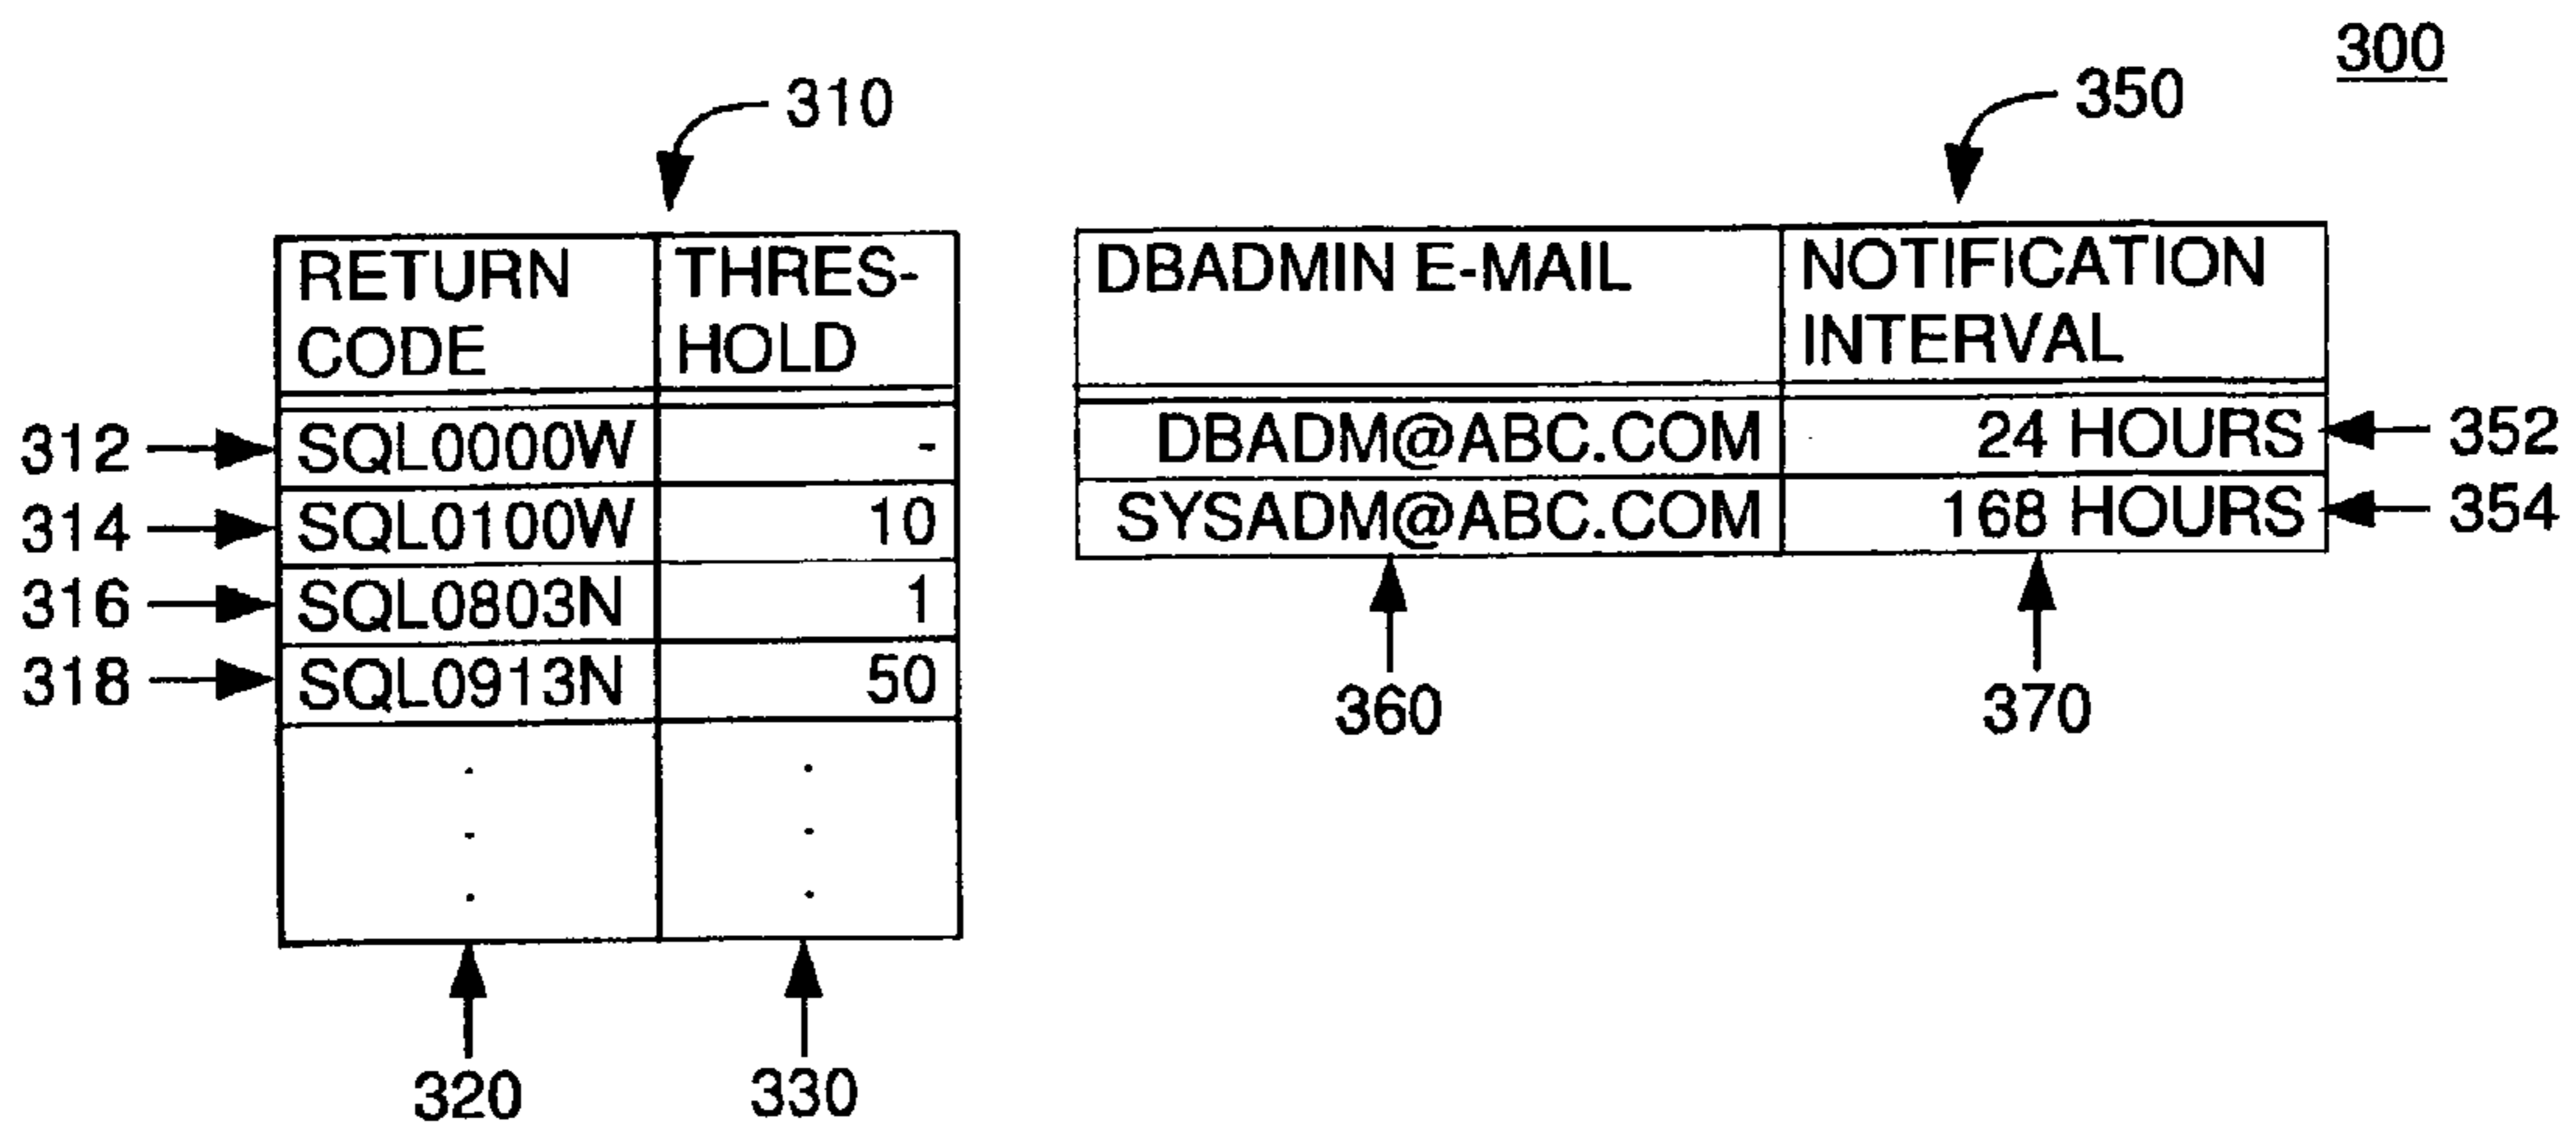 300
310
350
RETURN CODE
THRES-
HOLD
312
SQL0000W
-
314
SQL0100W
10
316
SQL0803N
1
318
SQL0913N
50
320
330
DBADMIN E-MAIL
NOTIFICATION
INTERVAL
DBADM@ABC.COM
24 HOURS
352
SYSADM@ABC.COM
168 HOURS
354
360
370